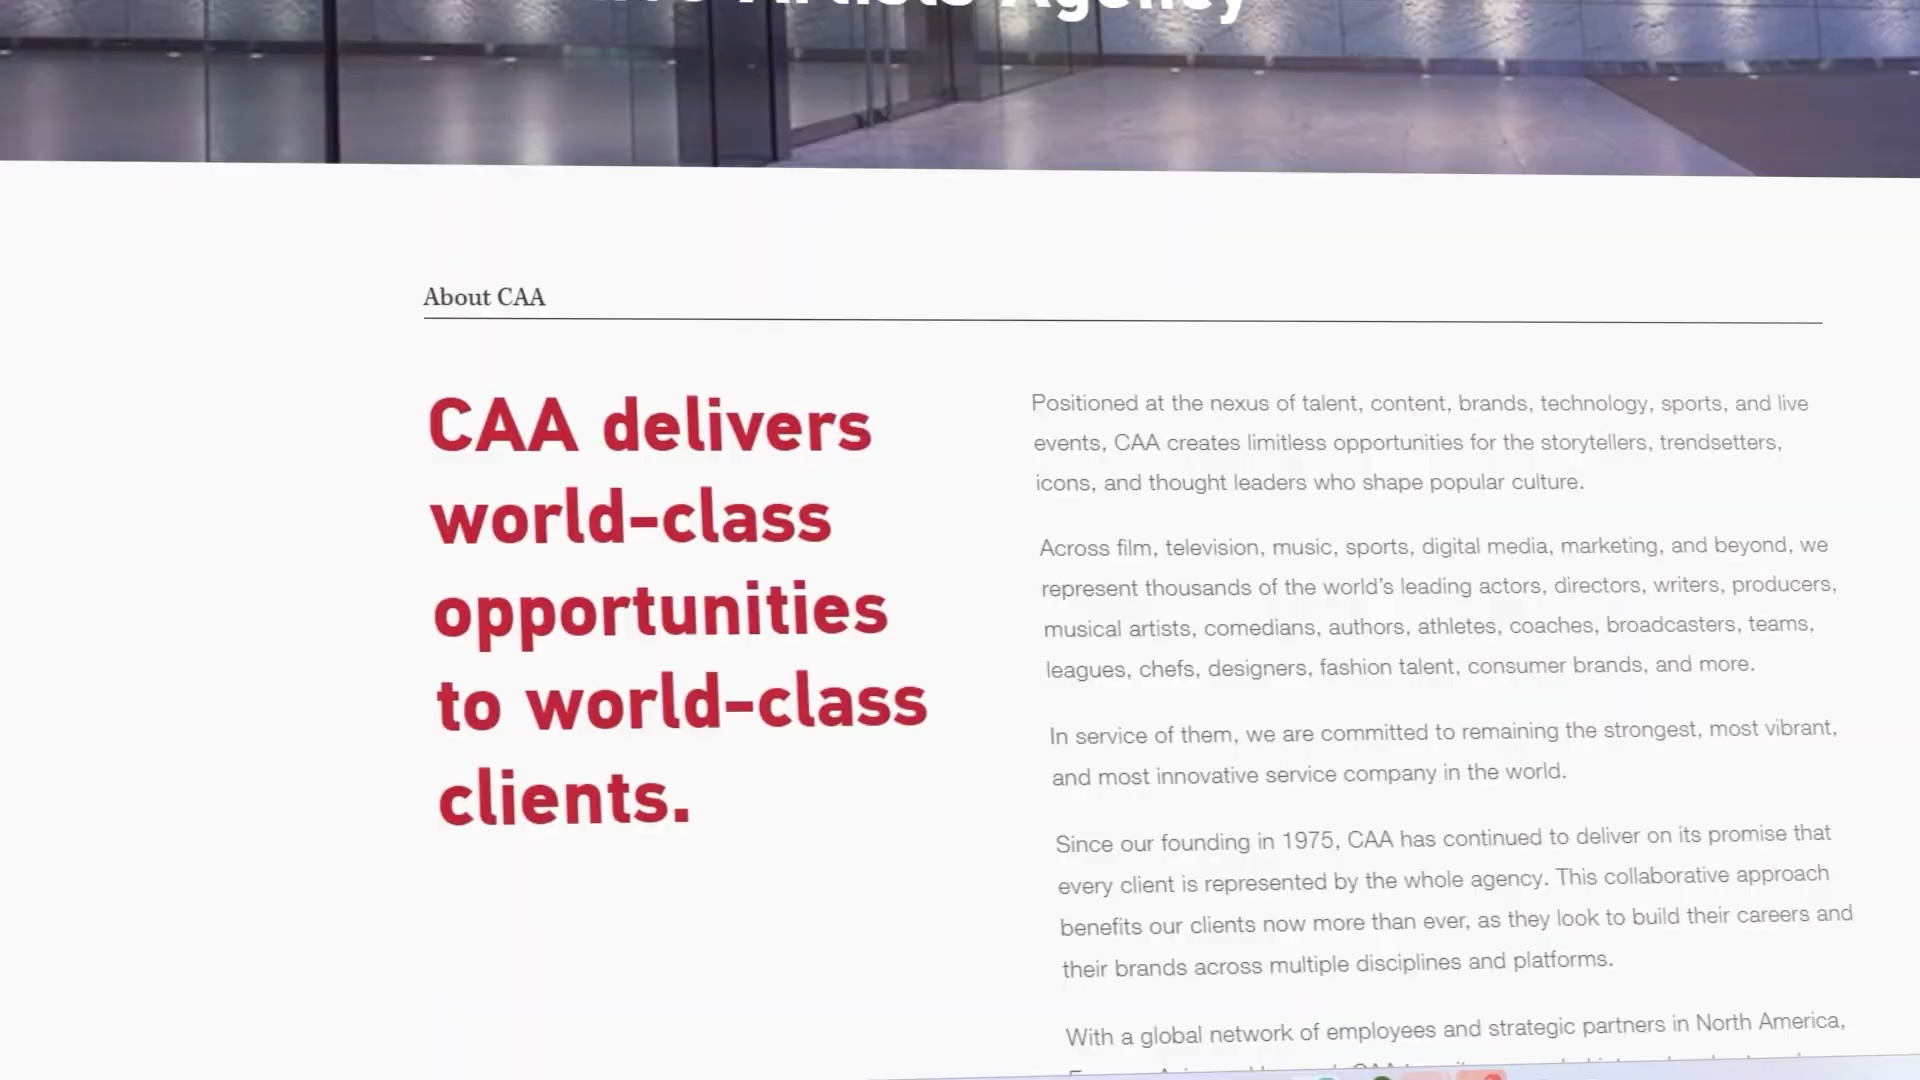 Artists Agency
About CAA
CAA delivers
world-class
opportunities
to world-class
clients.
Positioned at the nexus of talent, content, brands, technology, sports, and live
events, CAA creates limitless opportunities for the storytellers, trendsetters,
icons, and thought leaders who shape popular culture.
Across film, television, music, sports, digital media, marketing, and beyond, we
represent thousands of the world's leading actors, directors, writers, producers,
musical artists, comedians, authors, athletes, coaches, broadcasters, teams,
leagues, chefs, designers, fashion talent, consumer brands, and more.
In service of them, we are committed to remaining the strongest, most vibrant,
and most innovative service company in the world.
Since our founding in 1975, CAA has continued to deliver on its promise that
every client is represented by the whole agency. This collaborative approach
benefits our clients now more than ever, as they look to build their careers and
their brands across multiple disciplines and platforms.
With a global network of employees and strategic partners in North America,